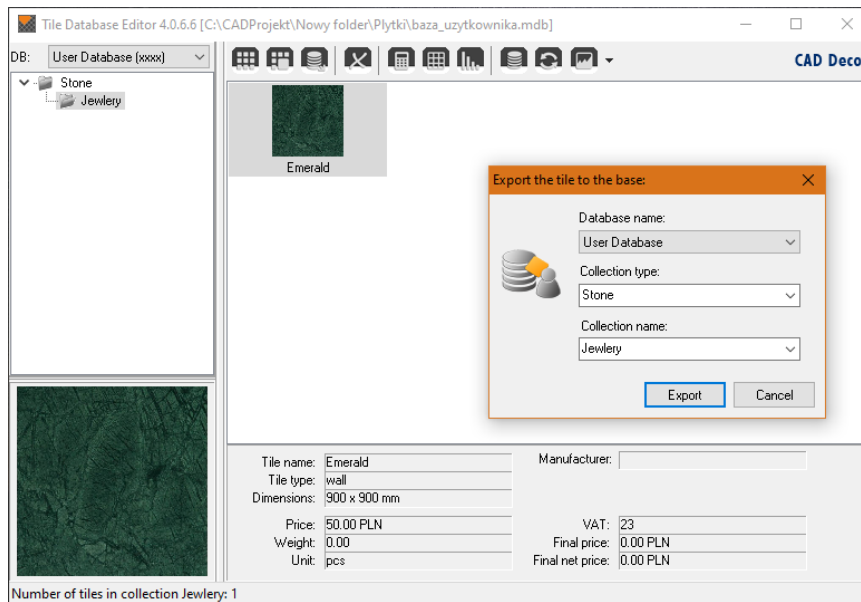 Tile Database Editor 4.0.6.6 [C:\CADProjekt\Nowy folder\Plytki\baza_uzytkownika.mdb]
DB: User Database (xxxx)
CAD Deco
Stone
Jewlery
Emerald
Export the tile to the base:
Database name:
User Database
Collection type:
Stone
Collection name:
Jewlery
Export Cancel
Tile name: Emerald
Manufacturer:
Tile type: wall
Dimensions: 900 x 900 mm
Price: 50.00 PLN
VAT: 23
Weight: 0.00
Final price: 0.00 PLN
Unit: pcs
Final net price: 0.00 PLN
Number of tiles in collection Jewlery: 1